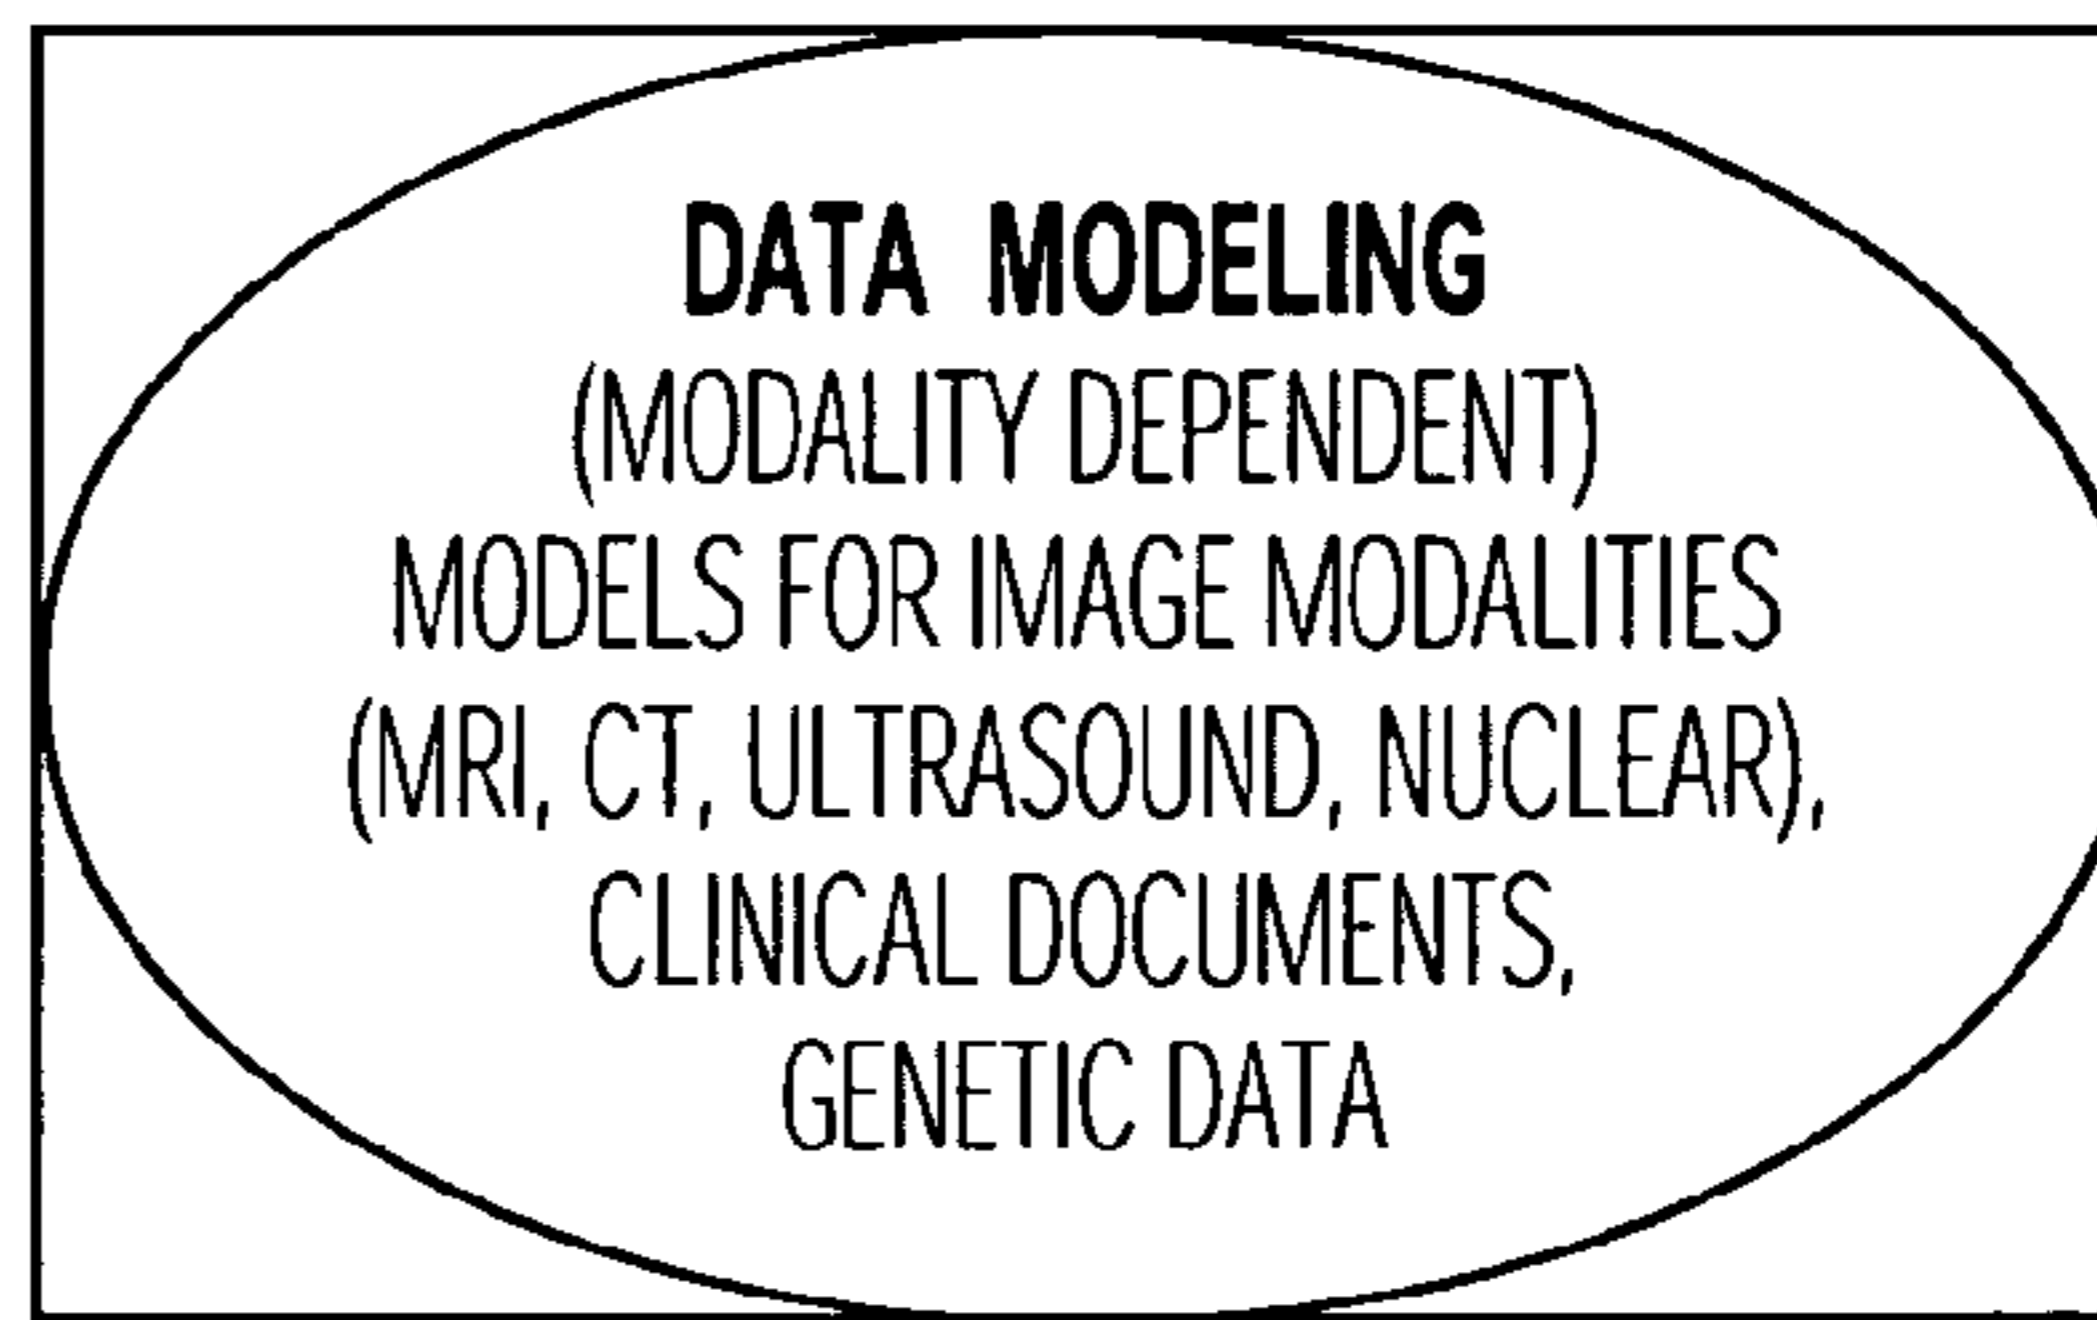 DATA MODELING
(MODALITY DEPENDENT)
MODELS FOR IMAGE MODALITIES
(MRI, CT, ULTRASOUND, NUCLEAR),
CLINICAL DOCUMENTS,
GENETIC DATA